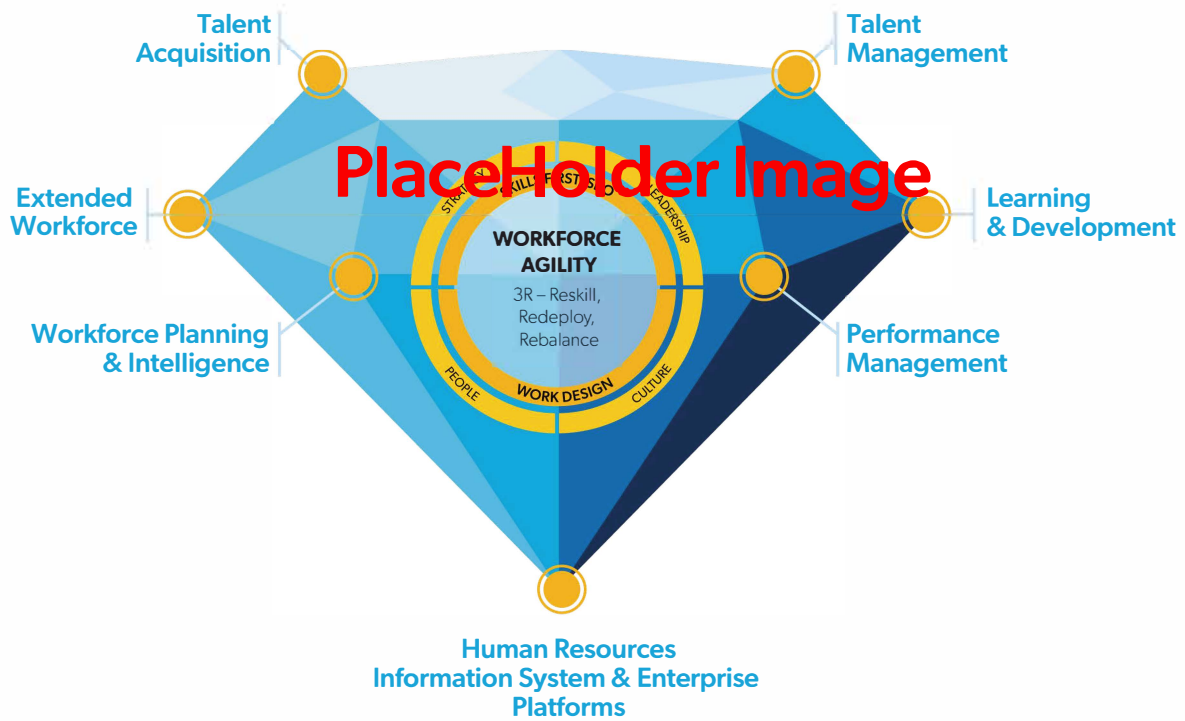 Talent
Acquisition
Talent
Management
PlaceHolder Image
Extended
Workforce
Learning
& Development
LEADERSHIP
WORKFORCE
AGILITY
3R – Reskill,
Redeploy,
Rebalance
Workforce Planning
& Intelligence
Performance
Management
PEOPLE
WORK DESIGN
CULTURE
Human Resources
Information System & Enterprise
Platforms